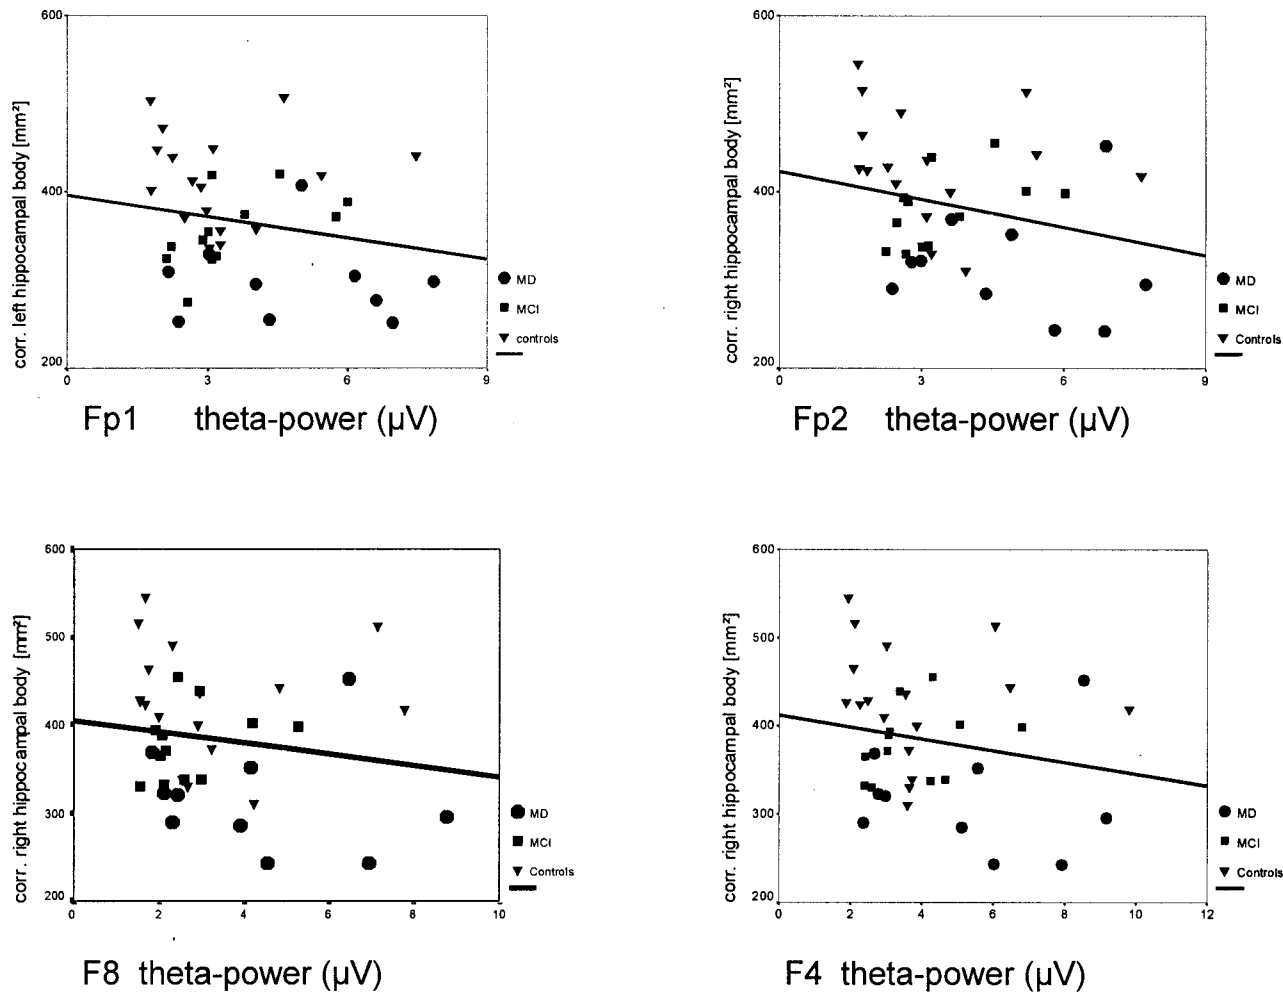 600
400
200
corr. left hippocampal body [mm²]
0 3 6 9
MD
MCI
controls
Fp1 theta-power (µV)
600
400
200
corr. right hippocampal body [mm²]
0 3 6 9
MD
MCI
Controls
Fp2 theta-power (µV)
600
500
400
300
200
corr. right hippocampal body [mm²]
0 2 4 6 8 10
MD
MCI
Controls
F8 theta-power (µV)
600
500
400
300
200
corr. right hippocampal body [mm²]
0 2 4 6 8 10 12
MD
MCI
Controls
F4 theta-power (µV)